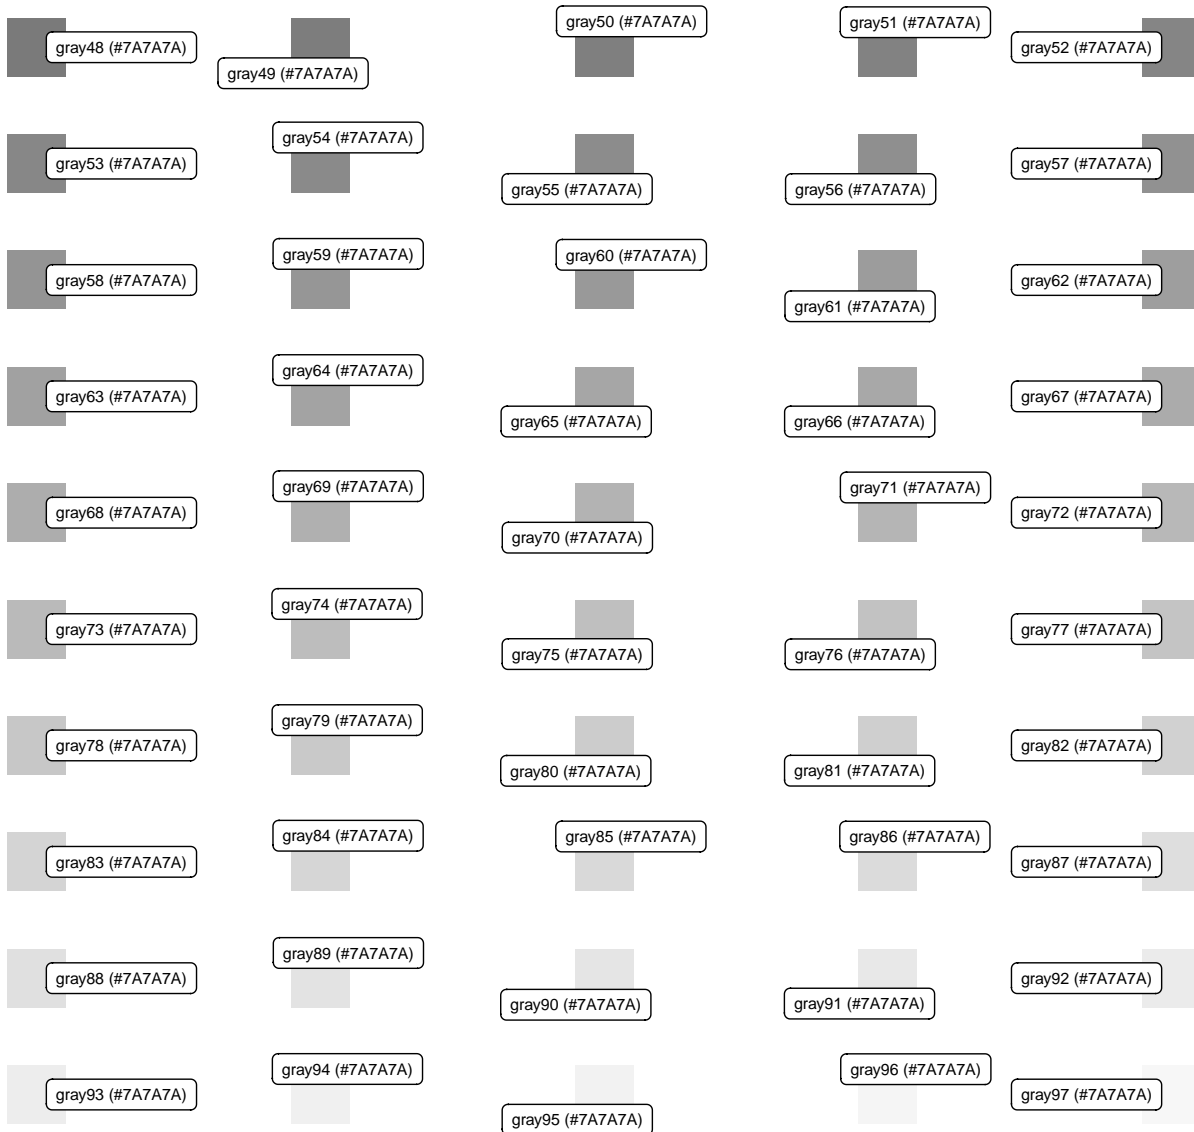 gray48 (#7A7A7A)
gray49 (#7A7A7A)
gray50 (#7A7A7A)
gray51 (#7A7A7A)
gray52 (#7A7A7A)
gray53 (#7A7A7A)
gray54 (#7A7A7A)
gray55 (#7A7A7A)
gray56 (#7A7A7A)
gray57 (#7A7A7A)
gray58 (#7A7A7A)
gray59 (#7A7A7A)
gray60 (#7A7A7A)
gray61 (#7A7A7A)
gray62 (#7A7A7A)
gray63 (#7A7A7A)
gray64 (#7A7A7A)
gray65 (#7A7A7A)
gray66 (#7A7A7A)
gray67 (#7A7A7A)
gray68 (#7A7A7A)
gray69 (#7A7A7A)
gray70 (#7A7A7A)
gray71 (#7A7A7A)
gray72 (#7A7A7A)
gray73 (#7A7A7A)
gray74 (#7A7A7A)
gray75 (#7A7A7A)
gray76 (#7A7A7A)
gray77 (#7A7A7A)
gray78 (#7A7A7A)
gray79 (#7A7A7A)
gray80 (#7A7A7A)
gray81 (#7A7A7A)
gray82 (#7A7A7A)
gray83 (#7A7A7A)
gray84 (#7A7A7A)
gray85 (#7A7A7A)
gray86 (#7A7A7A)
gray87 (#7A7A7A)
gray88 (#7A7A7A)
gray89 (#7A7A7A)
gray90 (#7A7A7A)
gray91 (#7A7A7A)
gray92 (#7A7A7A)
gray93 (#7A7A7A)
gray94 (#7A7A7A)
gray95 (#7A7A7A)
gray96 (#7A7A7A)
gray97 (#7A7A7A)